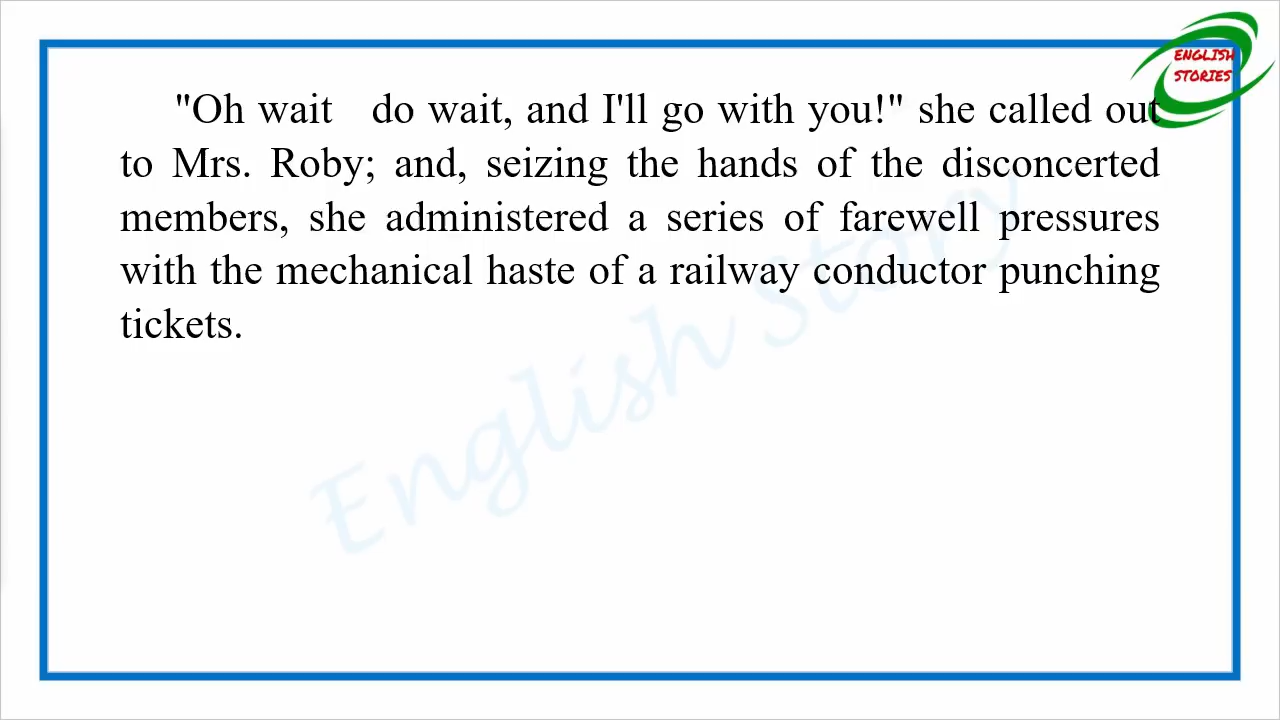 ENGLISH
STORIES
"Oh wait   do wait, and I'll go with you!" she called out
to Mrs. Roby; and, seizing the hands of the disconcerted
members, she administered a series of farewell pressures
with the mechanical haste of a railway conductor punching
tickets.
English Story